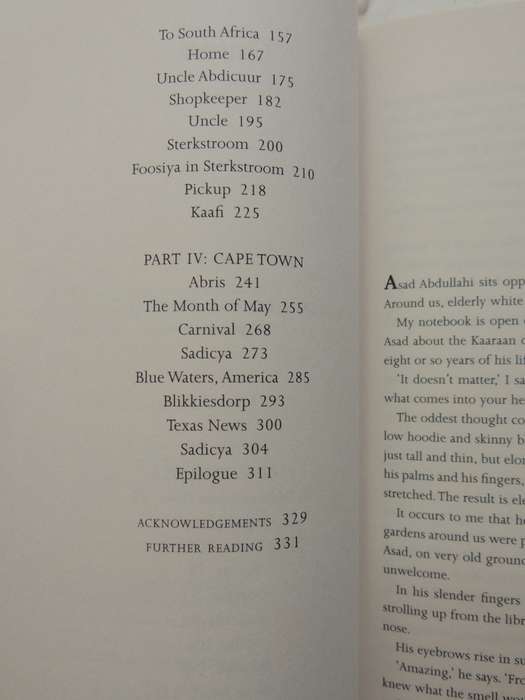 To South Africa 157
Home 167
Uncle Abdicuur 175
Shopkeeper 182
Uncle 195
Sterkstroom 200
Foosiya in Sterkstroom 210
Pickup 218
Kaafi 225
PART IV: CAPE TOWN
Abris 241
The Month of May 255
Carnival 268
Sadicya 273
Blue Waters, America 285
Blikkiesdorp 293
Texas News 300
Sadicya 304
Epilogue 311
ACKNOWLEDGEMENTS 329
FURTHER READING 331
Asad Abdullahi sits opp
Around us, elderly white
My notebook is open
Asad about the Kaaraan
eight or so years of his lif
'It doesn't matter,' I sa
what comes into your he
The oddest thought co
low hoodie and skinny b
just tall and thin, but elon
his palms and his fingers,
stretched. The result is ele
It occurs to me that he
gardens around us were p
Asad, on very old ground
unwelcome.
In his slender fingers
strolling up from the libr
nose.
His eyebrows rise in su
'Amazing,' he says. 'Fro
knew what the smell wo